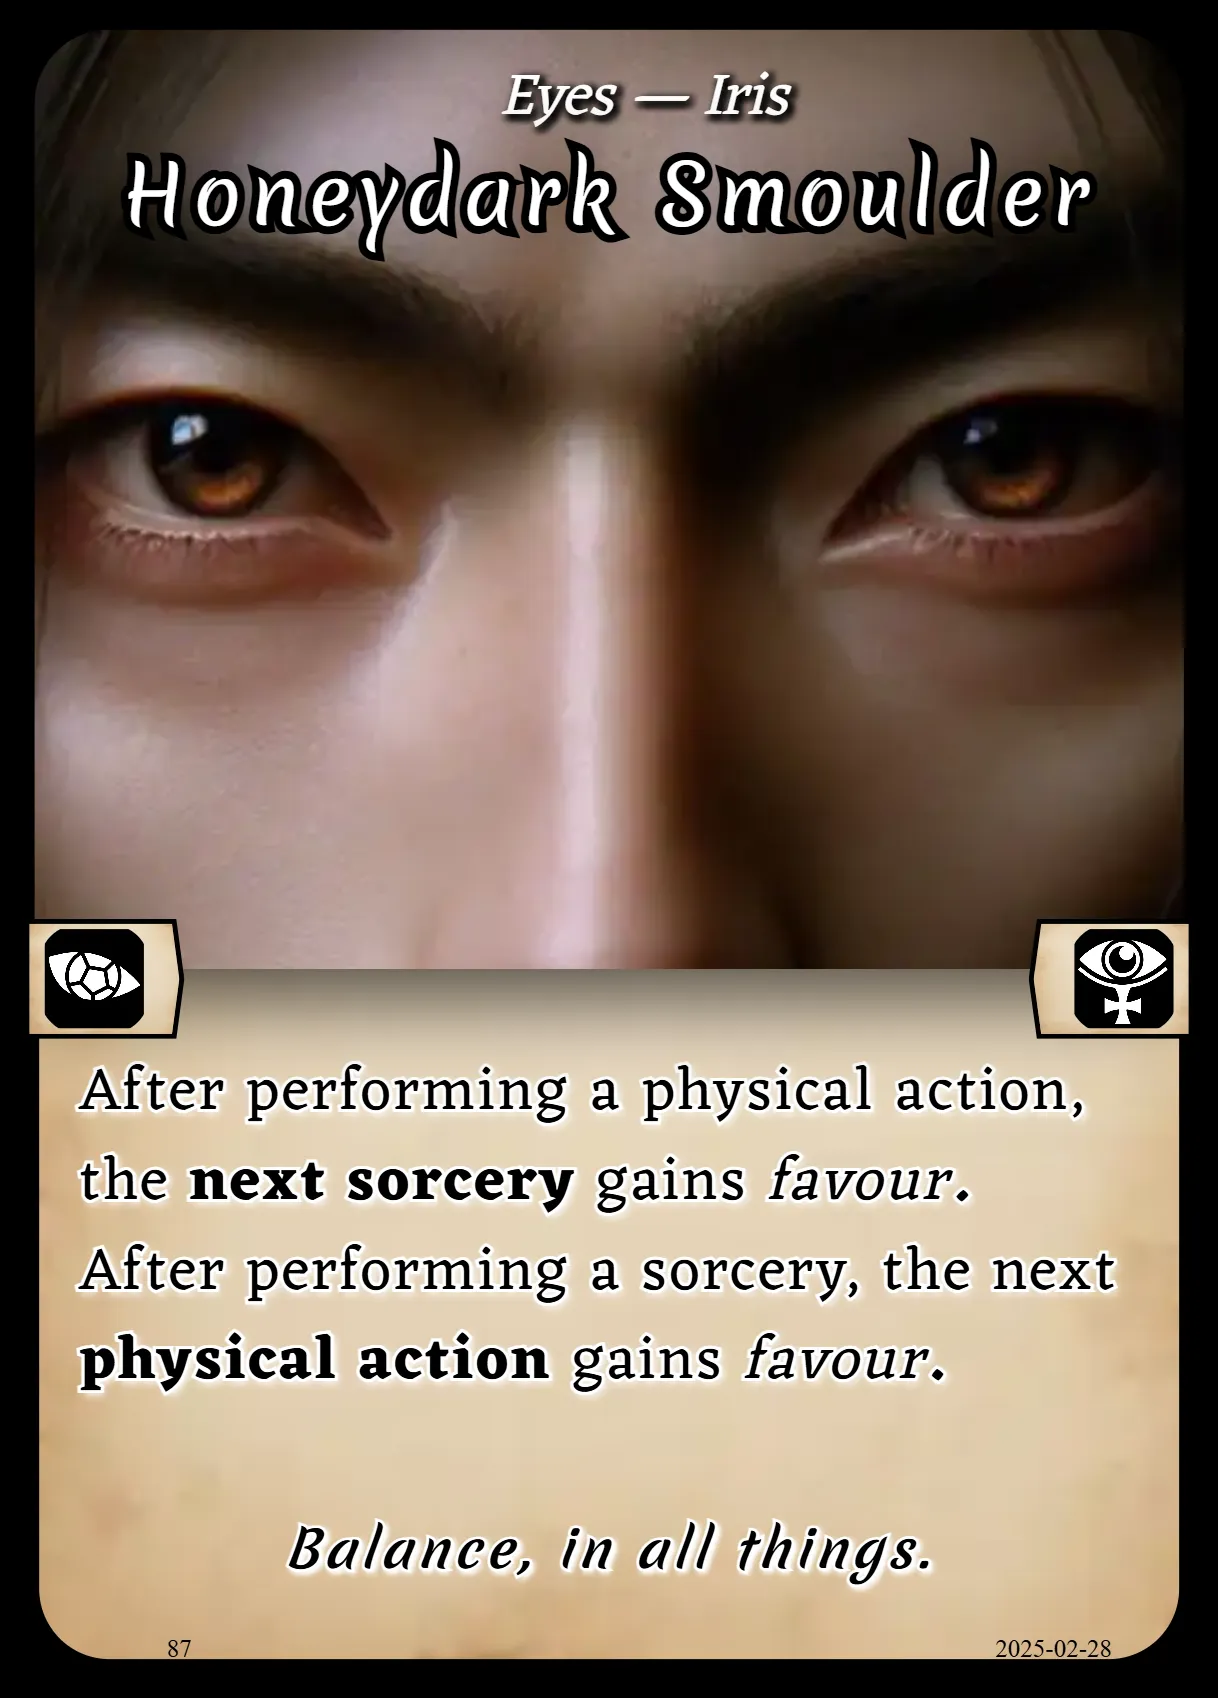 Eyes — Iris
Honeydark Smoulder
After performing a physical action,
the next sorcery gains favour.
After performing a sorcery, the next
physical action gains favour.
Balance, in all things.
87
2025-02-28